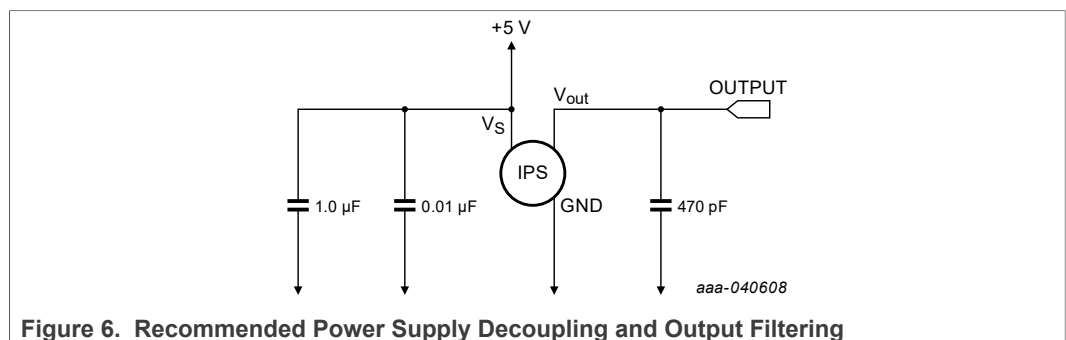 +5 V
OUTPUT
Vout
VS
IPS
1.0 µF
0.01 µF
GND
470 pF
aaa-040608
Figure 6. Recommended Power Supply Decoupling and Output Filtering